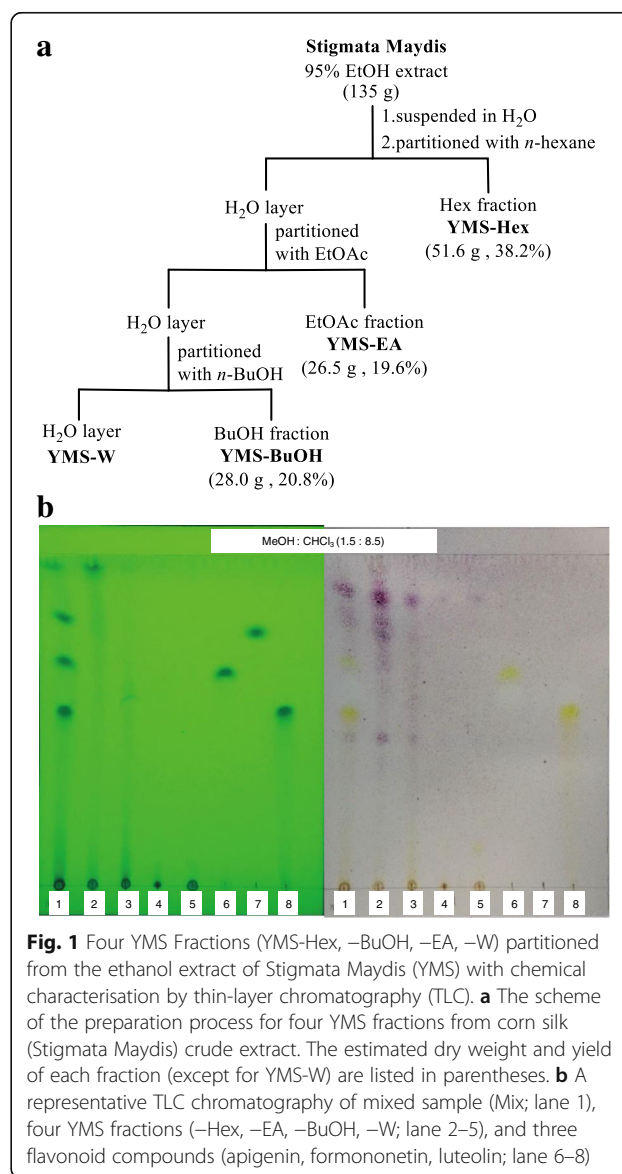 a
Stigmata Maydis
95% EtOH extract
(135 g)
1.suspended in H₂O
2.partitioned with n-hexane
H₂O layer
Hex fraction
YMS-Hex
(51.6 g , 38.2%)
partitioned
with EtOAc
H₂O layer
EtOAc fraction
YMS-EA
(26.5 g , 19.6%)
partitioned
with n-BuOH
H₂O layer
YMS-W
BuOH fraction
YMS-BuOH
(28.0 g , 20.8%)
b
MeOH : CHCl₃ (1.5 : 8.5)
1 2 3 4 5 6 7 8 1 2 3 4 5 6 7 8
Fig. 1 Four YMS Fractions (YMS-Hex, −BuOH, −EA, −W) partitioned
from the ethanol extract of Stigmata Maydis (YMS) with chemical
characterisation by thin-layer chromatography (TLC). a The scheme
of the preparation process for four YMS fractions from corn silk
(Stigmata Maydis) crude extract. The estimated dry weight and yield
of each fraction (except for YMS-W) are listed in parentheses. b A
representative TLC chromatography of mixed sample (Mix; lane 1),
four YMS fractions (−Hex, −EA, −BuOH, −W; lane 2–5), and three
flavonoid compounds (apigenin, formononetin, luteolin; lane 6–8)